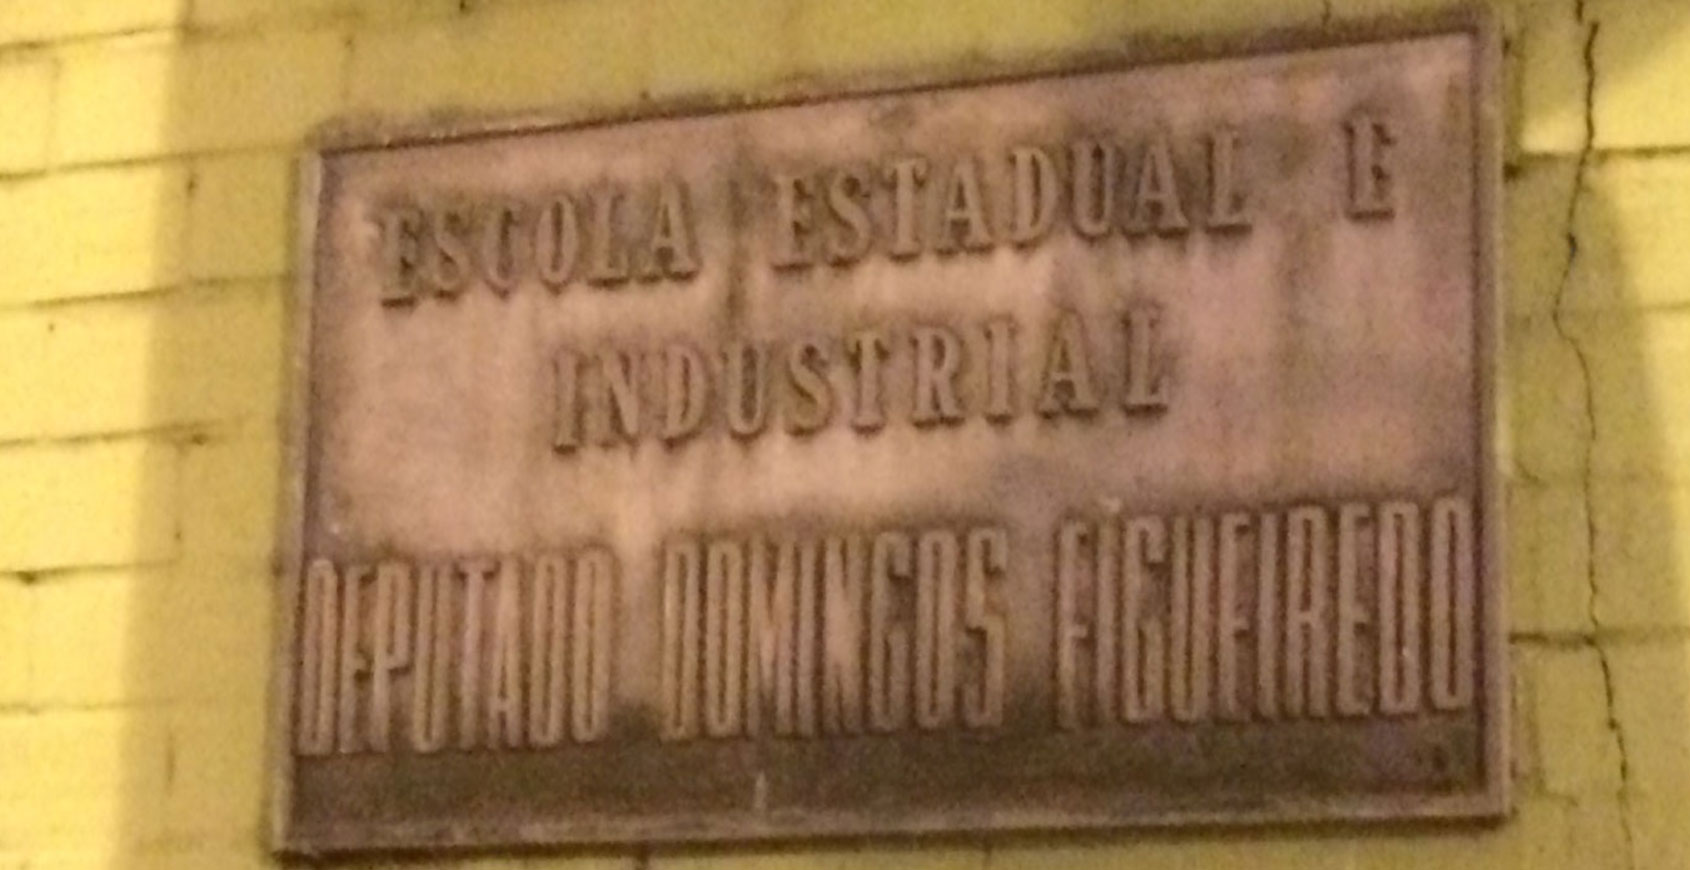 ESCOLA ESTADUAL E
INDUSTRIAL
DEPUTADO DOMINGOS FIGUEIREDO